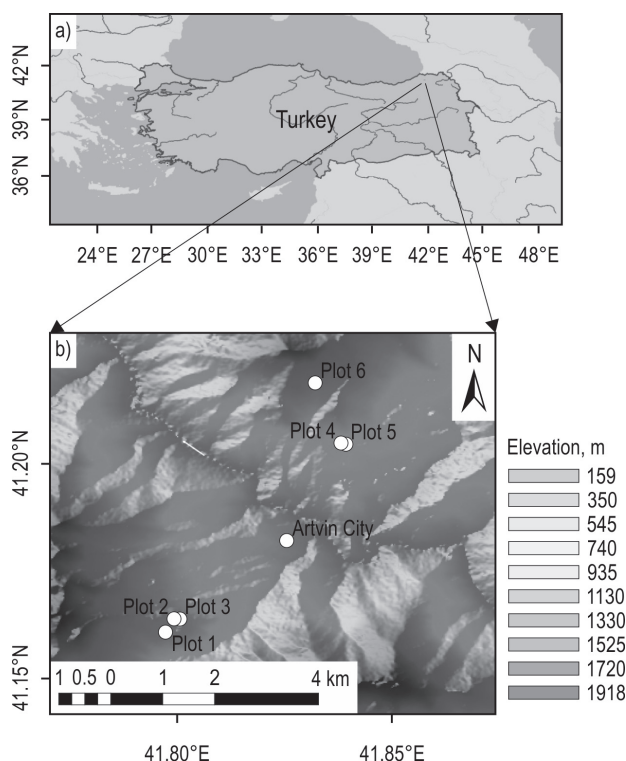 a)
42°N
39°N
36°N
Turkey
24°E 27°E 30°E 33°E 36°E 39°E 42°E 45°E 48°E
b)
N
Plot 6
Plot 4 Plot 5
41.20°N
Artvin City
Plot 2 Plot 3
Plot 1
41.15°N
1 0.5 0 1 2 4 km
41.80°E 41.85°E
Elevation, m
159
350
545
740
935
1130
1330
1525
1720
1918